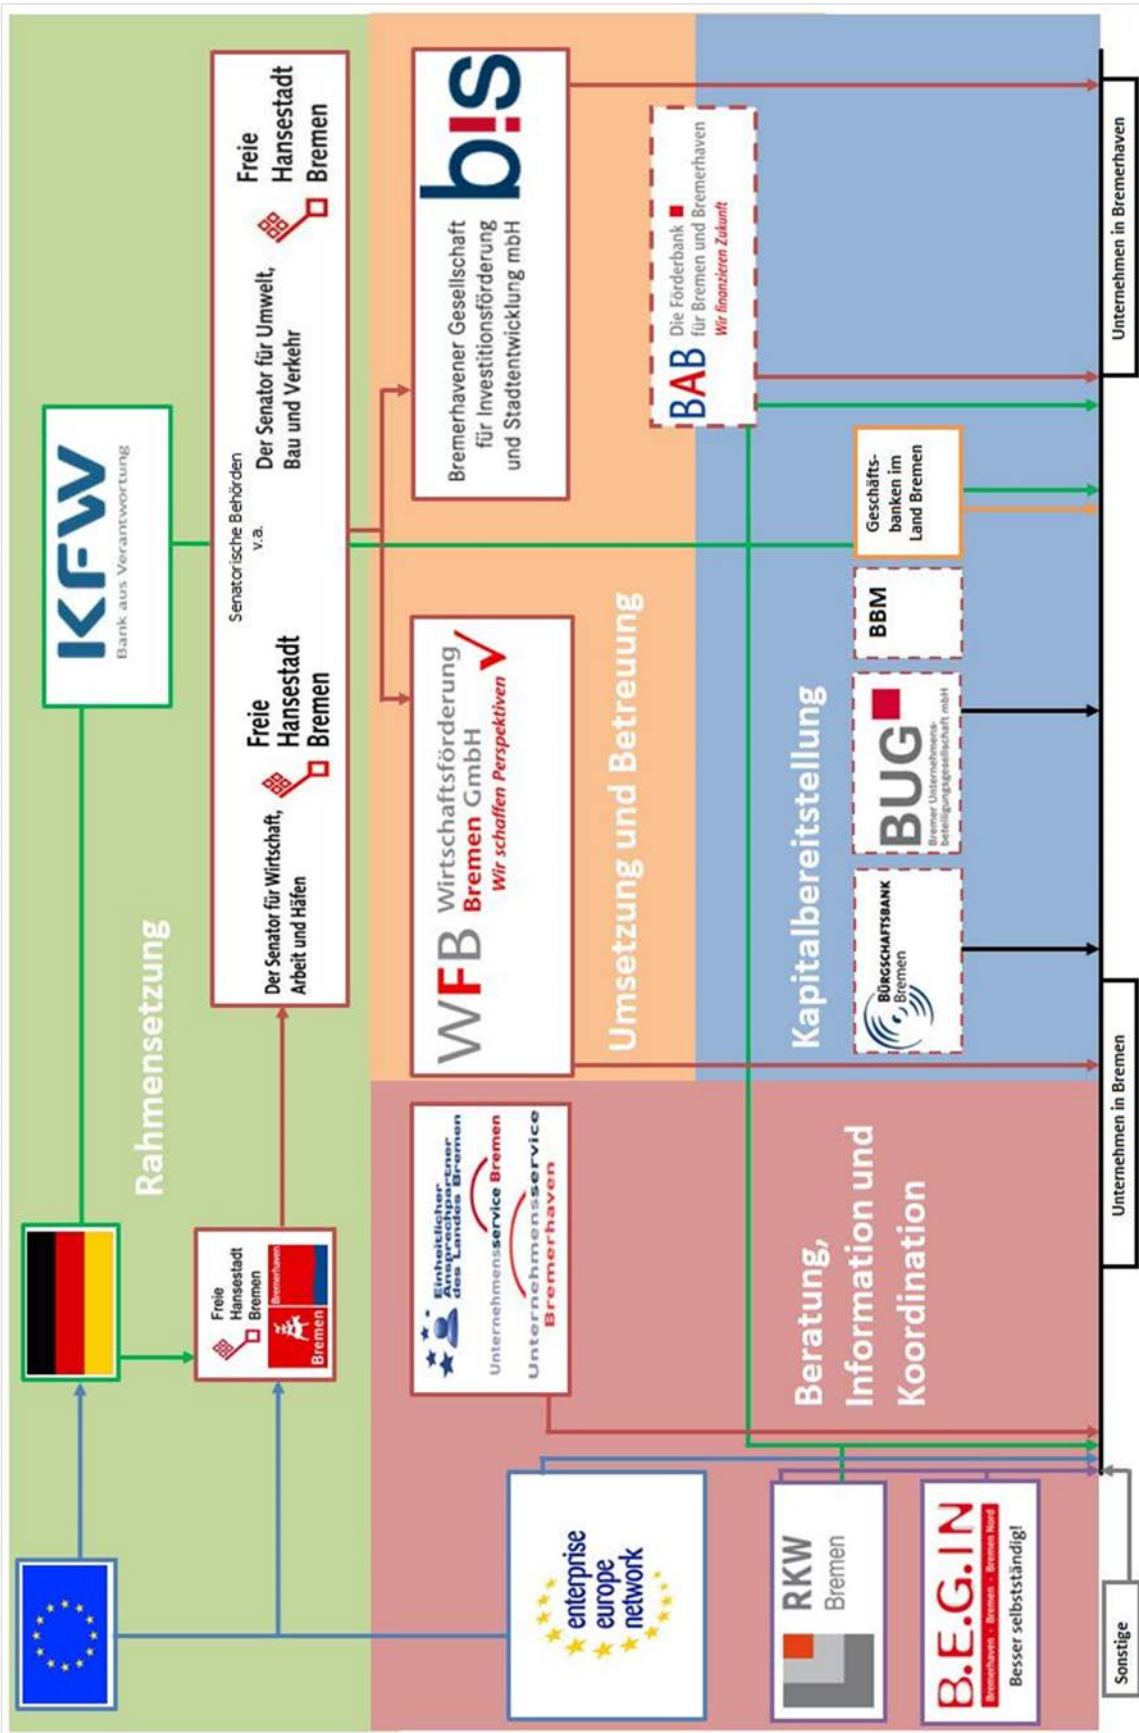 Rahmensetzung
KFW
Bank aus Verantwortung
Freie
Hansestadt
Bremen
Bremen
Bremerhaven
Senatorische Behörden
v.a.
Der Senator für Wirtschaft,
Arbeit und Häfen
Freie
Hansestadt
Bremen
Der Senator für Umwelt,
Bau und Verkehr
Freie
Hansestadt
Bremen
Einheitlicher
Ansprechpartner
des Landes Bremen
Unternehmensservice Bremen
Unternehmensservice
Bremerhaven
WFB Wirtschaftsförderung
Bremen GmbH
Wir schaffen Perspektiven
Bremerhavener Gesellschaft
für Investitionsförderung
und Stadtentwicklung mbH
bis
Umsetzung und Betreuung
enterprise
europe
network
BAB Die Förderbank
für Bremen und Bremerhaven
Wir finanzieren Zukunft
Beratung,
Information und
Koordination
Kapitalbereitstellung
RKW
Bremen
BÜRGSCHAFTSBANK
Bremen
BUG
Bremer Unternehmens-
beteiligungsgesellschaft mbH
BBM
Geschäfts-
banken im
Land Bremen
B.E.G.IN
Bremerhaven - Bremen - Bremen Nord
Besser selbstständig!
Sonstige
Unternehmen in Bremen
Unternehmen in Bremerhaven